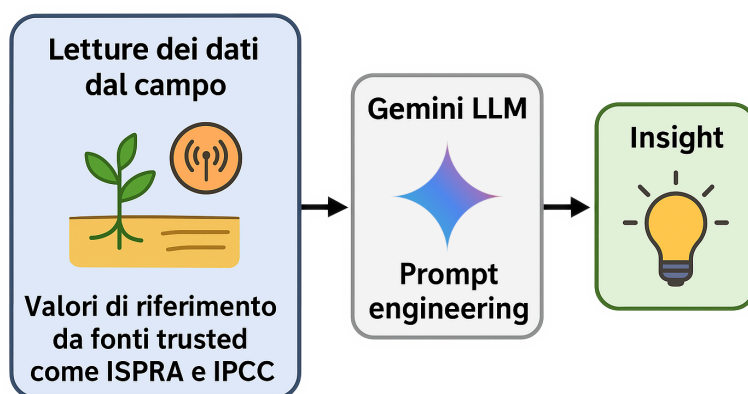 Letture dei dati
dal campo
Valori di riferimento
da fonti trusted
come ISPRA e IPCC
Gemini LLM
Prompt
engineering
Insight